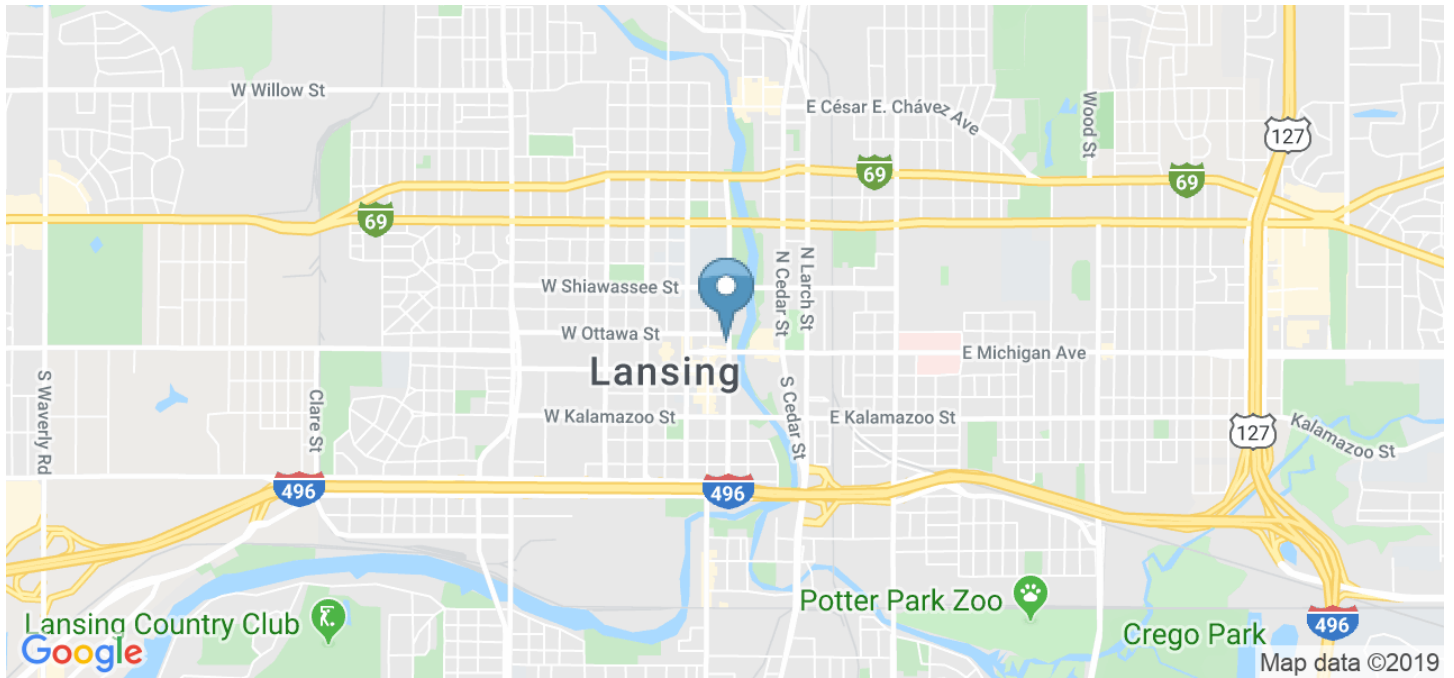 W Willow St
E César E. Chávez Ave
Wood St
127
69
69
69
W Shiawassee St
N Cedar St
N Larch St
W Ottawa St
E Michigan Ave
Lansing
S Waverly Rd
Clare St
S Cedar St
W Kalamazoo St
E Kalamazoo St
127
Kalamazoo St
496
496
Potter Park Zoo
Lansing Country Club
Crego Park
496
Google
Map data ©2019